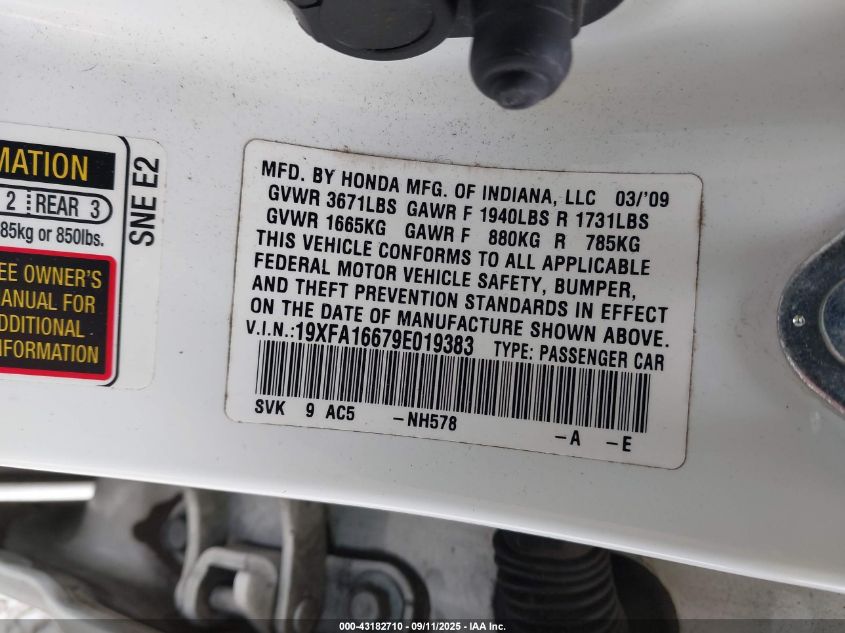 MATION
2 REAR 3
85kg or 850lbs.
EE OWNER'S
MANUAL FOR
ADDITIONAL
INFORMATION
SNE E2
MFD. BY HONDA MFG. OF INDIANA, LLC 03/'09
GVWR 3671LBS GAWR F 1940LBS R 1731LBS
GVWR 1665KG GAWR F 880KG R 785KG
THIS VEHICLE CONFORMS TO ALL APPLICABLE
FEDERAL MOTOR VEHICLE SAFETY, BUMPER,
AND THEFT PREVENTION STANDARDS IN EFFECT
ON THE DATE OF MANUFACTURE SHOWN ABOVE.
V.I.N.:19XFA16679E019383 TYPE: PASSENGER CAR
SVK 9 AC5 -NH578 -A -E
000-43182710 - 09/11/2025 - IAA Inc.